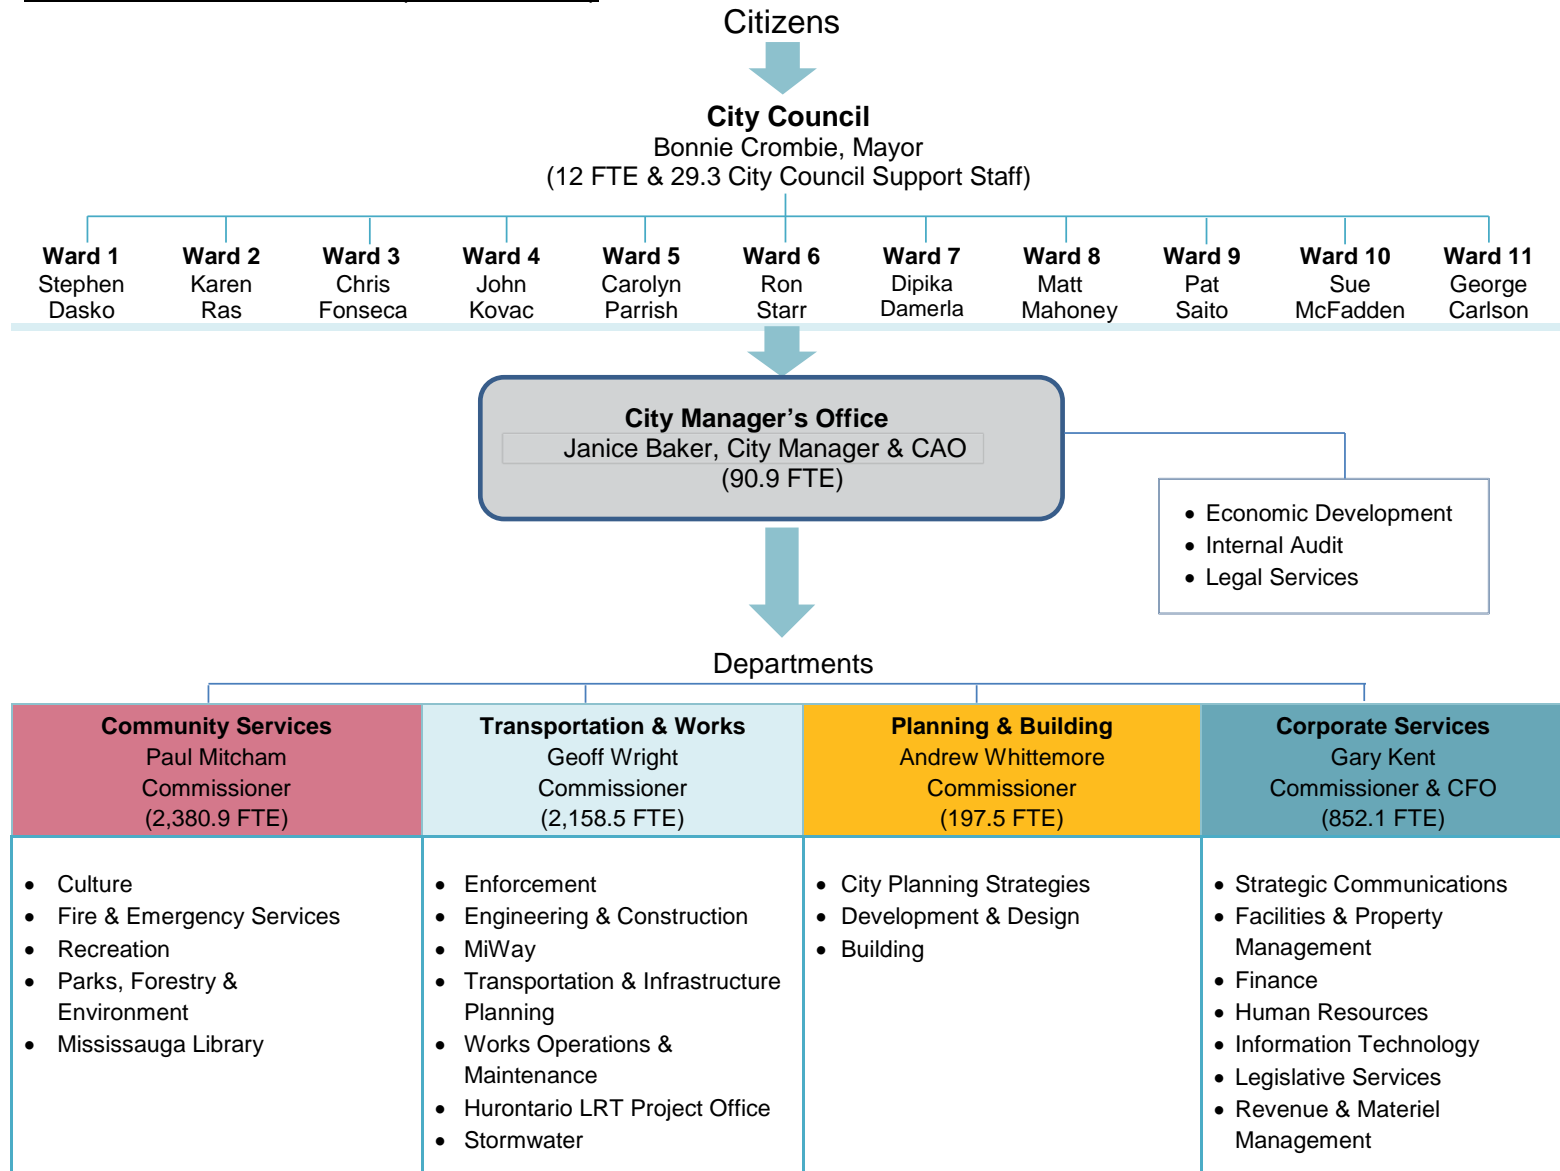 Citizens
City Council
Bonnie Crombie, Mayor
(12 FTE & 29.3 City Council Support Staff)
Ward 1
Stephen
Dasko
Ward 2
Karen
Ras
Ward 3
Chris
Fonseca
Ward 4
John
Kovac
Ward 5
Carolyn
Parrish
Ward 6
Ron
Starr
Ward 7
Dipika
Damerla
Ward 8
Matt
Mahoney
Ward 9
Pat
Saito
Ward 10
Sue
McFadden
Ward 11
George
Carlson
City Manager’s Office
Janice Baker, City Manager & CAO
(90.9 FTE)
• Economic Development
• Internal Audit
• Legal Services
Departments
Community Services
Paul Mitcham
Commissioner
(2,380.9 FTE)
• Culture
• Fire & Emergency Services
• Recreation
• Parks, Forestry &
Environment
• Mississauga Library
Transportation & Works
Geoff Wright
Commissioner
(2,158.5 FTE)
• Enforcement
• Engineering & Construction
• MiWay
• Transportation & Infrastructure
Planning
• Works Operations &
Maintenance
• Hurontario LRT Project Office
• Stormwater
Planning & Building
Andrew Whittemore
Commissioner
(197.5 FTE)
• City Planning Strategies
• Development & Design
• Building
Corporate Services
Gary Kent
Commissioner & CFO
(852.1 FTE)
• Strategic Communications
• Facilities & Property
Management
• Finance
• Human Resources
• Information Technology
• Legislative Services
• Revenue & Materiel
Management